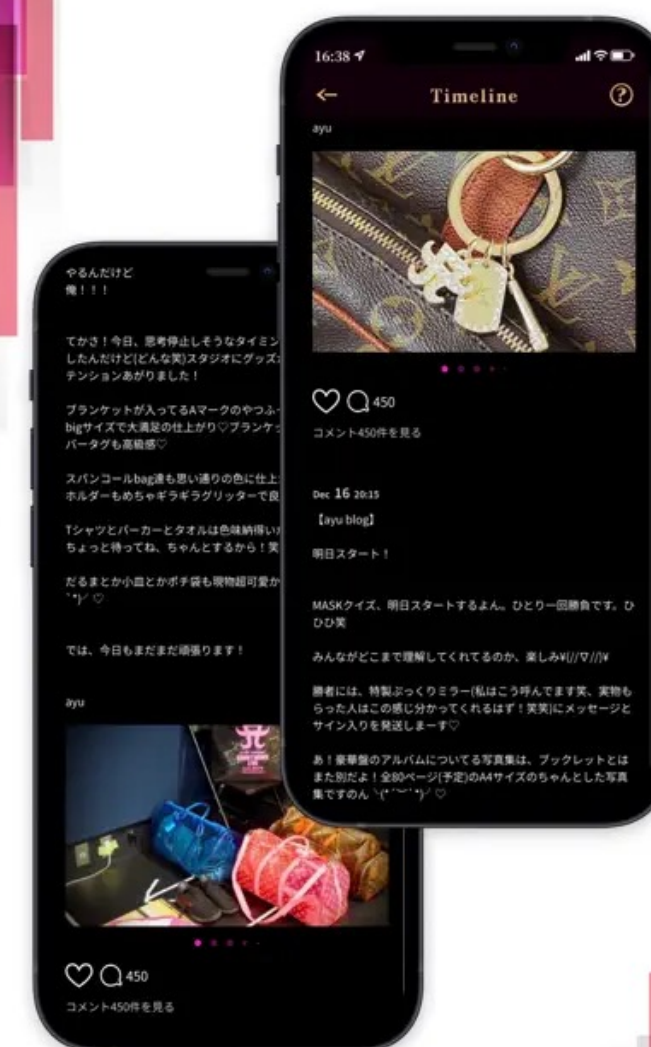 やるんだけど
俺！！！
てかさ！今日、思考停止しそうなタイミン
したんだけど(どんな笑)スタジオにグッズ
テンションあがりました！
ブランケットが入ってるAマークのやつふ
bigサイズで大満足の仕上がり♡ブランケッ
バータグも高級感♡
スパンコールbag達も思い通りの色に仕上
ホルダーもめちゃギラギラグリッターで良
Tシャツとパーカーとタオルは色味納得い
ちょっと待ってね、ちゃんとするから！笑
だるまとか小皿とかポチ袋も現物超可愛か
`*)╯♡
では、今日もまだまだ頑張ります！
ayu
450
コメント450件を見る
16:38
Timeline
?
ayu
450
コメント450件を見る
Dec 16 20:15
【ayu blog】
明日スタート！
MASKクイズ、明日スタートするよん。ひとり一回勝負です。ひ
ひひ笑
みんながどこまで理解してくれてるのか、楽しみ¥(//∇//)¥
勝者には、特製ぷっくりミラー(私はこう呼んでます笑、実物も
らった人はこの感じ分かってくれるはず！笑笑)にメッセージと
サイン入りを発送しまーす♡
あ！豪華盤のアルバムについてる写真集は、ブックレットとは
また別だよ！全80ページ(予定)のA4サイズのちゃんとした写真
集ですのん ╰(*´︶`*)╯♡